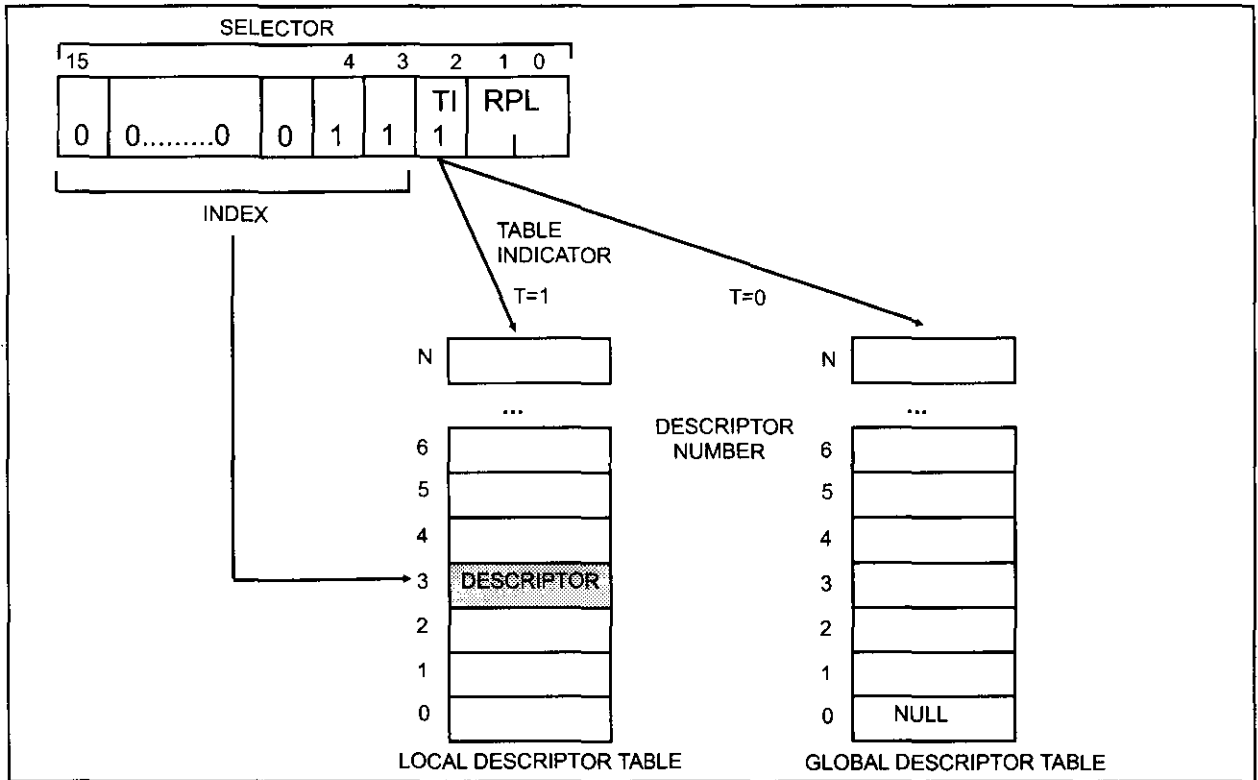 SELECTOR
15 4 3 2 1 0
TI RPL
0 0.........0 0 1 1 1
INDEX
TABLE
INDICATOR
T=1 T=0
N N
... ...
DESCRIPTOR
NUMBER
6 6
5 5
4 4
3 DESCRIPTOR 3
2 2
1 1
0 0 NULL
LOCAL DESCRIPTOR TABLE GLOBAL DESCRIPTOR TABLE